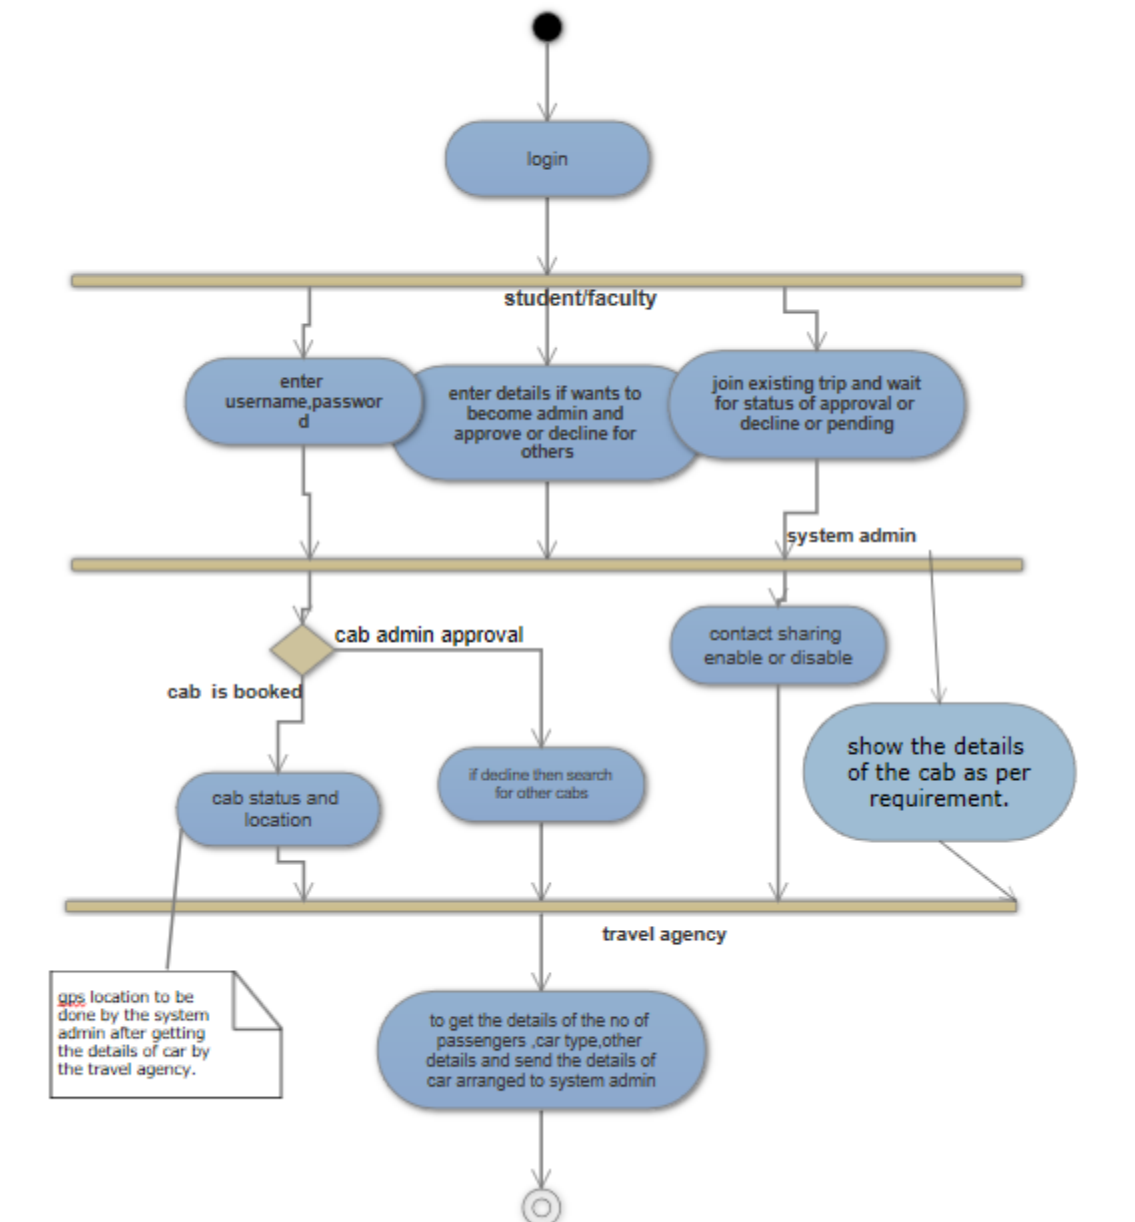 login
student/faculty
enter
username,passwor
d
enter details if wants to
become admin and
approve or decline for
others
join existing trip and wait
for status of approval or
decline or pending
system admin
cab admin approval
contact sharing
enable or disable
cab  is booked
show the details
of the cab as per
requirement.
if decline then search
for other cabs
cab status and
location
travel agency
gps location to be
done by the system
admin after getting
the details of car by
the travel agency.
to get the details of the no of
passengers ,car type,other
details and send the details of
car arranged to system admin